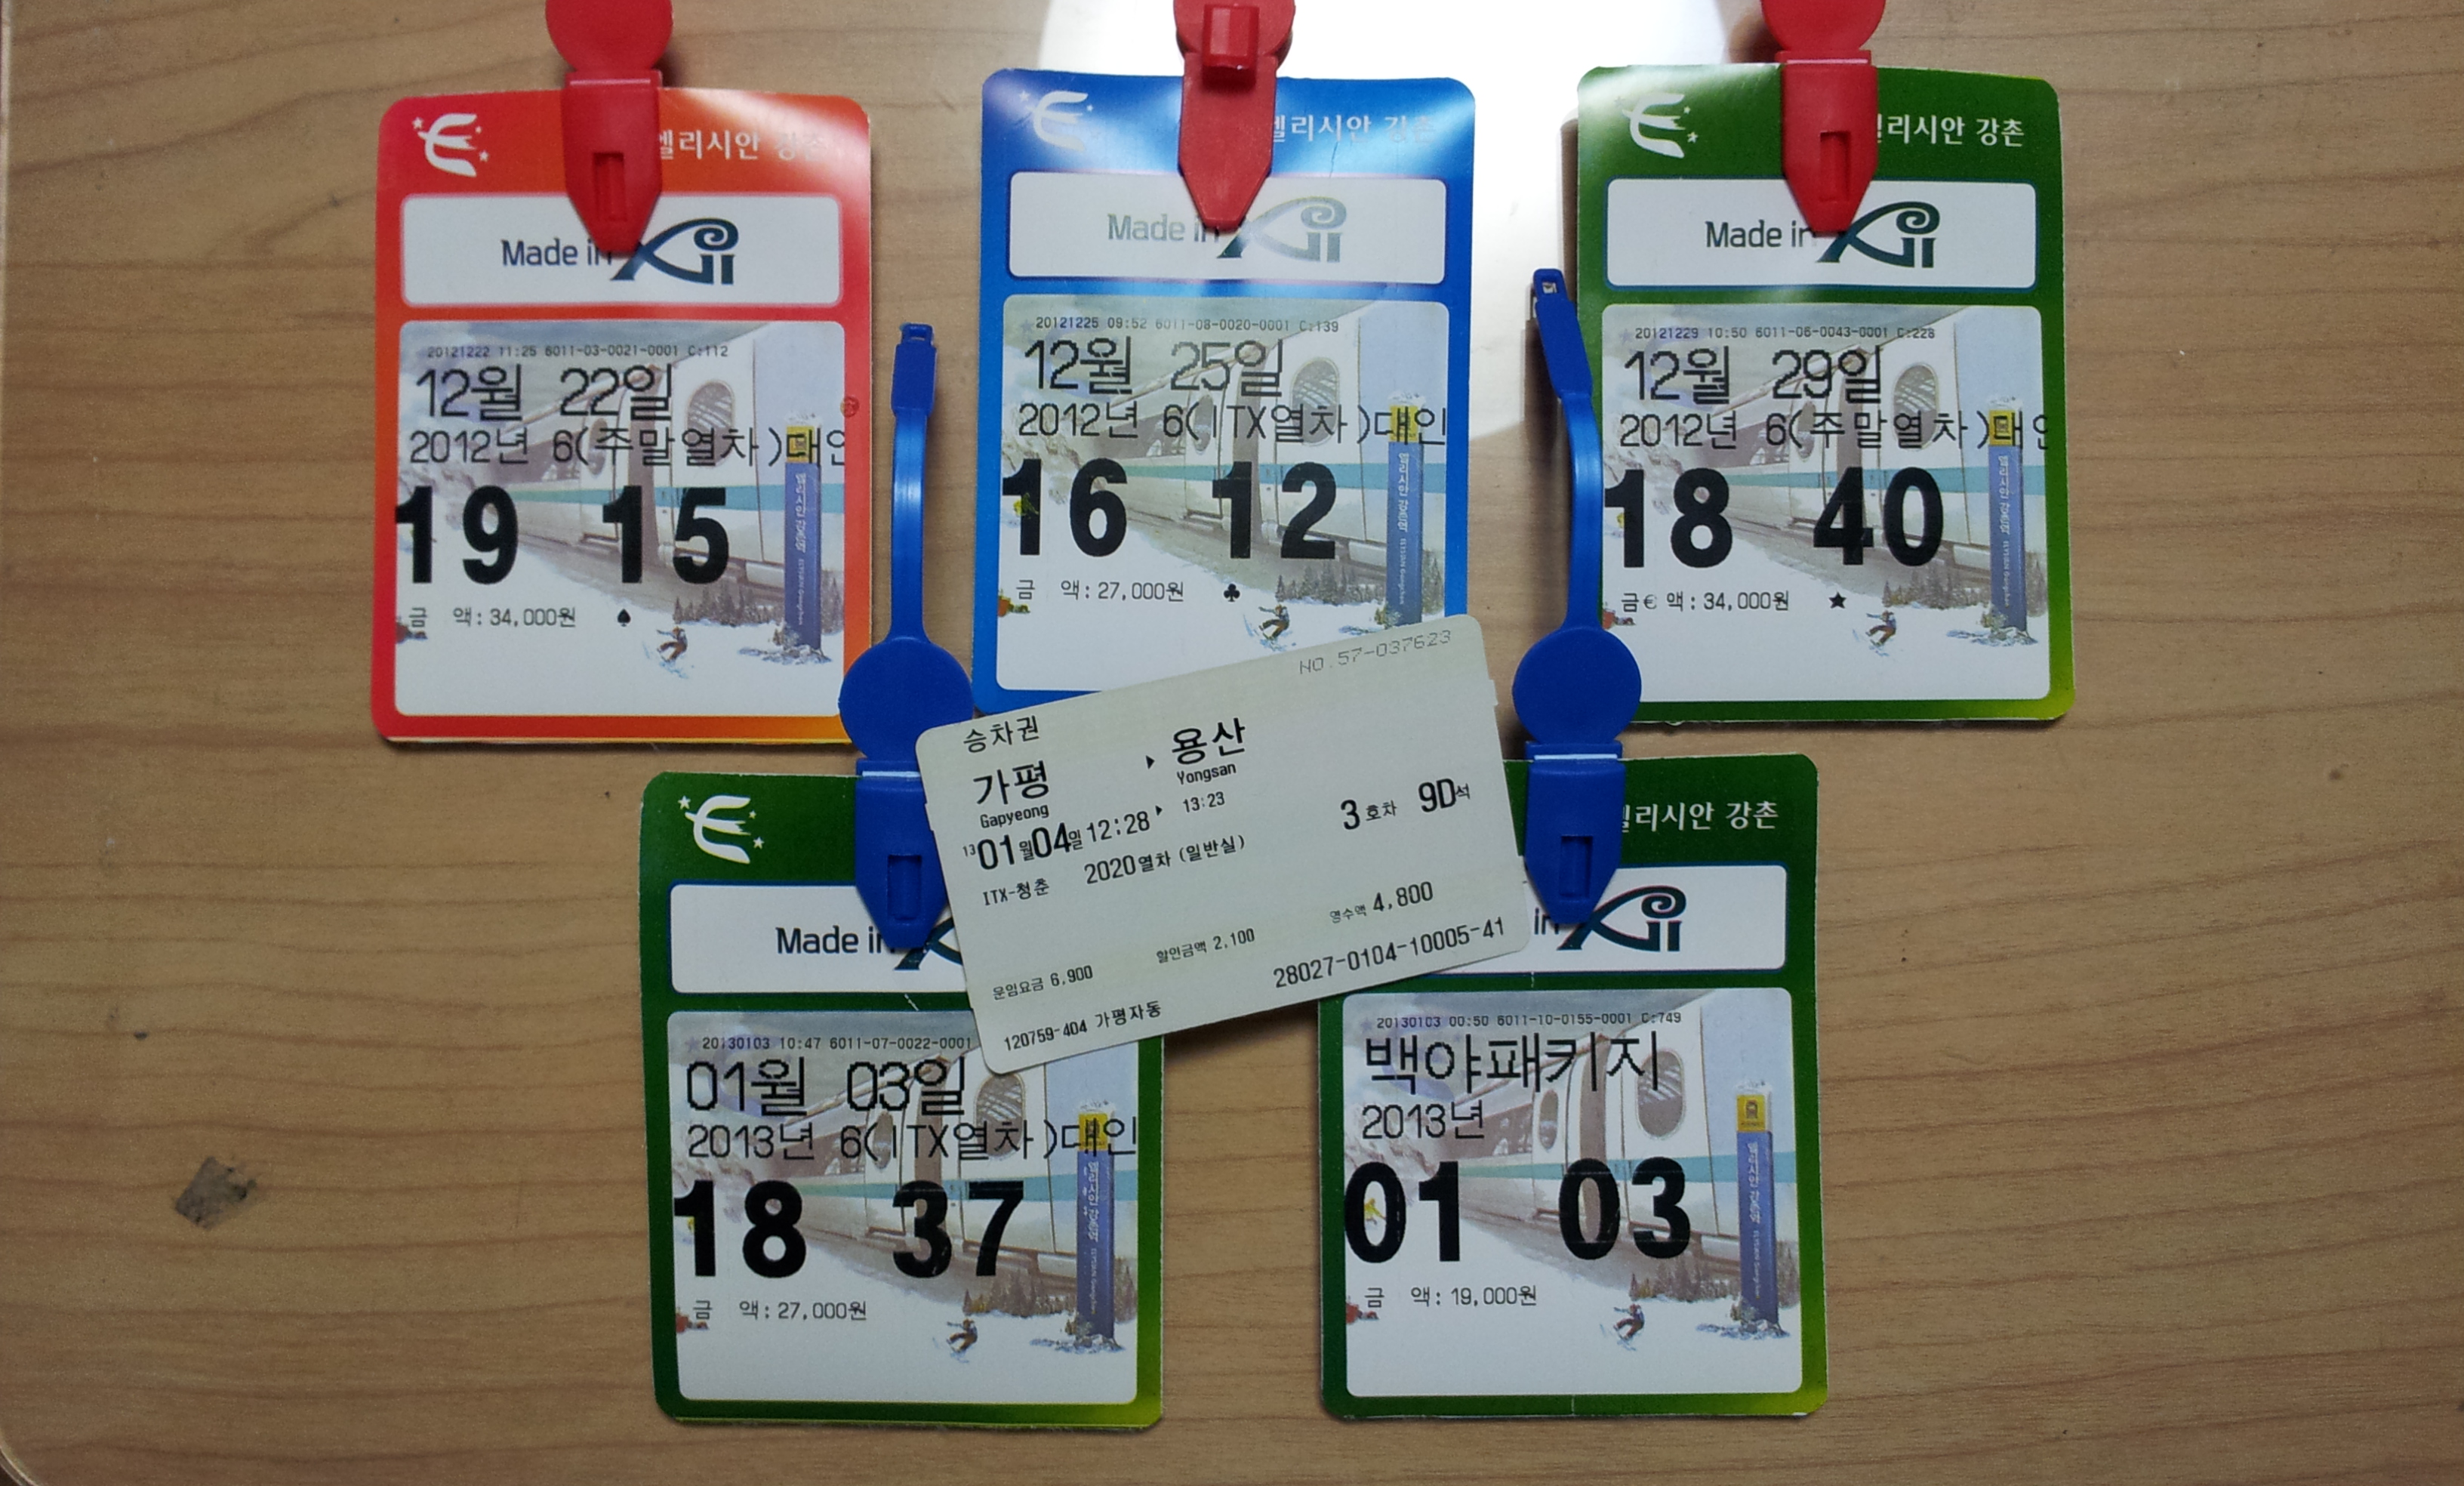 엘리시안 강촌
Made in Xii
20121222 11:25 6011-03-0021-0001 C:112
12월 22일
2012년 6(주말열차)대인
19 15
금 액: 34,000원 ♠
엘리시안 강촌
Made in Xii
20121225 09:52 6011-08-0020-0001 C:139
12월 25일
2012년 6(ITX열차)대인
16 12
금 액: 27,000원 ♣
리시안 강촌
Made in Xii
20121229 10:50 6011-06-0043-0001 C:228
12월 29일
2012년 6(주말열차)대인
18 40
금€ 액: 34,000원 ★
NO.57-037623
승차권
가평 ▶ 용산
Gapyeong Yongsan
13 01월04일 12:28 ▶ 13:23
3호차 9D석
ITX-청춘 2020열차 (일반실)
영수액 4,800
운임요금 6,900 할인금액 2,100
28027-0104-10005-41
120759-404 가평자동
Made in
20130103 10:47 6011-07-0022-0001
01월 03일
2013년 6(ITX열차)대인
18 37
금 액: 27,000원
리시안 강촌
in Xii
20130103 00:50 6011-10-0155-0001 C:749
백야패키지
2013년
01 03
금 액: 19,000원